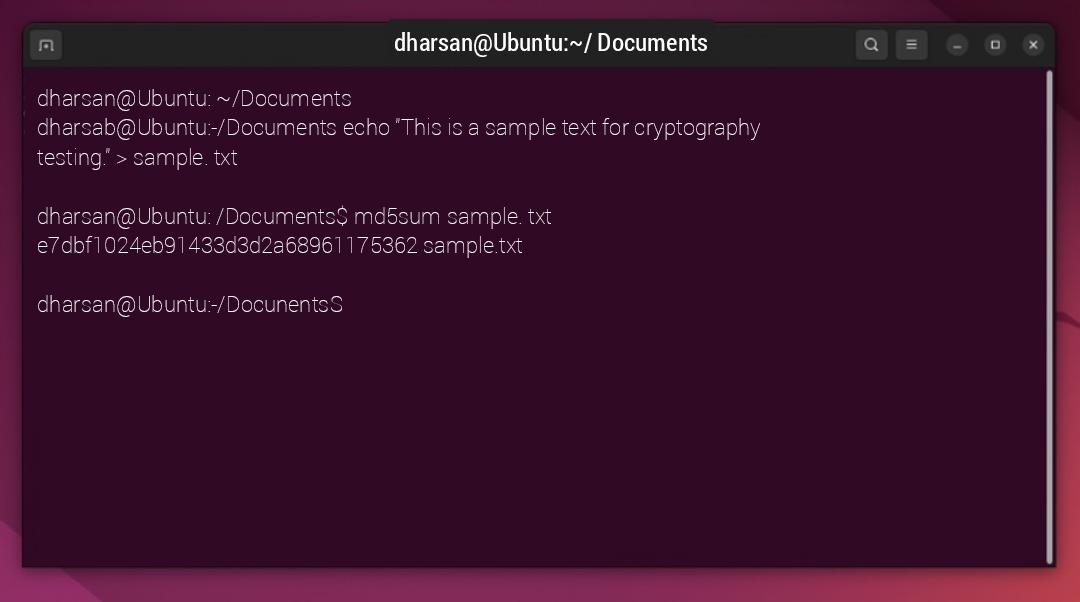 dharsan@Ubuntu:~/ Documents
dharsan@Ubuntu: ~/Documents
dharsab@Ubuntu:-/Documents echo "This is a sample text for cryptography
testing." > sample. txt
dharsan@Ubuntu: /Documents$ md5sum sample. txt
e7dbf1024eb91433d3d2a68961175362 sample.txt
dharsan@Ubuntu:-/DocunentsS